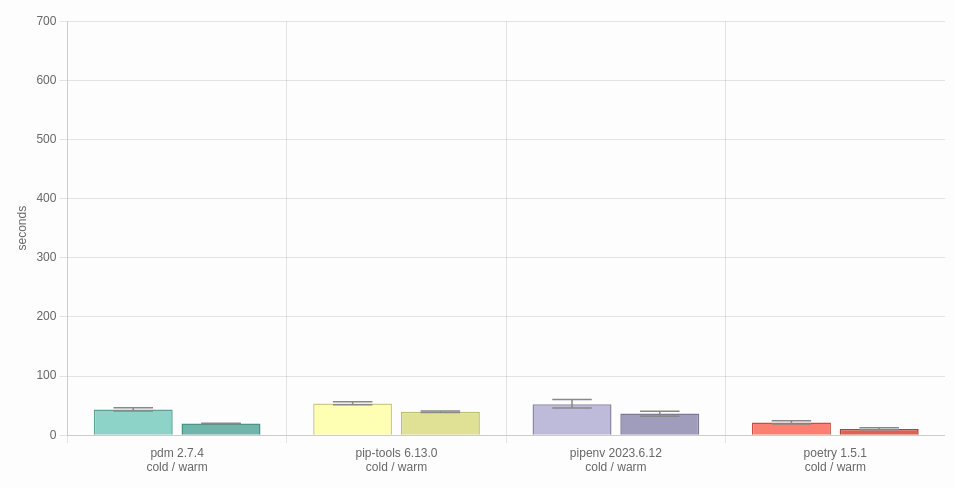 700
600
500
400
300
200
100
0
seconds
pdm 2.7.4
cold / warm
pip-tools 6.13.0
cold / warm
pipenv 2023.6.12
cold / warm
poetry 1.5.1
cold / warm